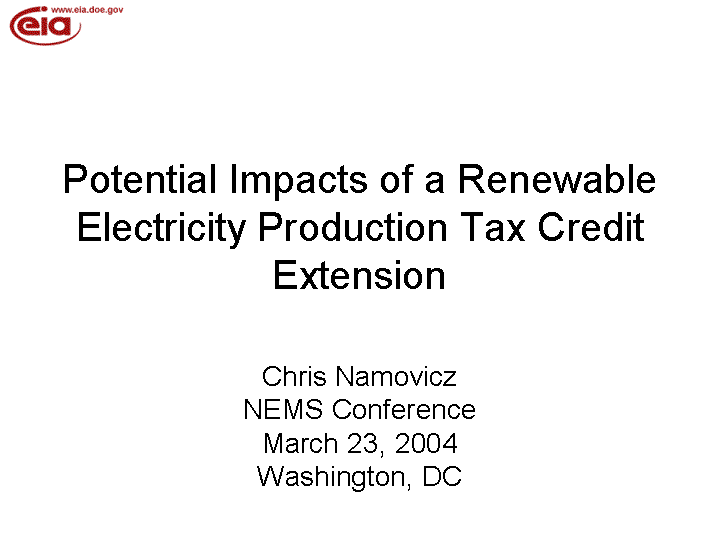 www.eia.doe.gov
eia
Potential Impacts of a Renewable
Electricity Production Tax Credit
Extension
Chris Namovicz
NEMS Conference
March 23, 2004
Washington, DC